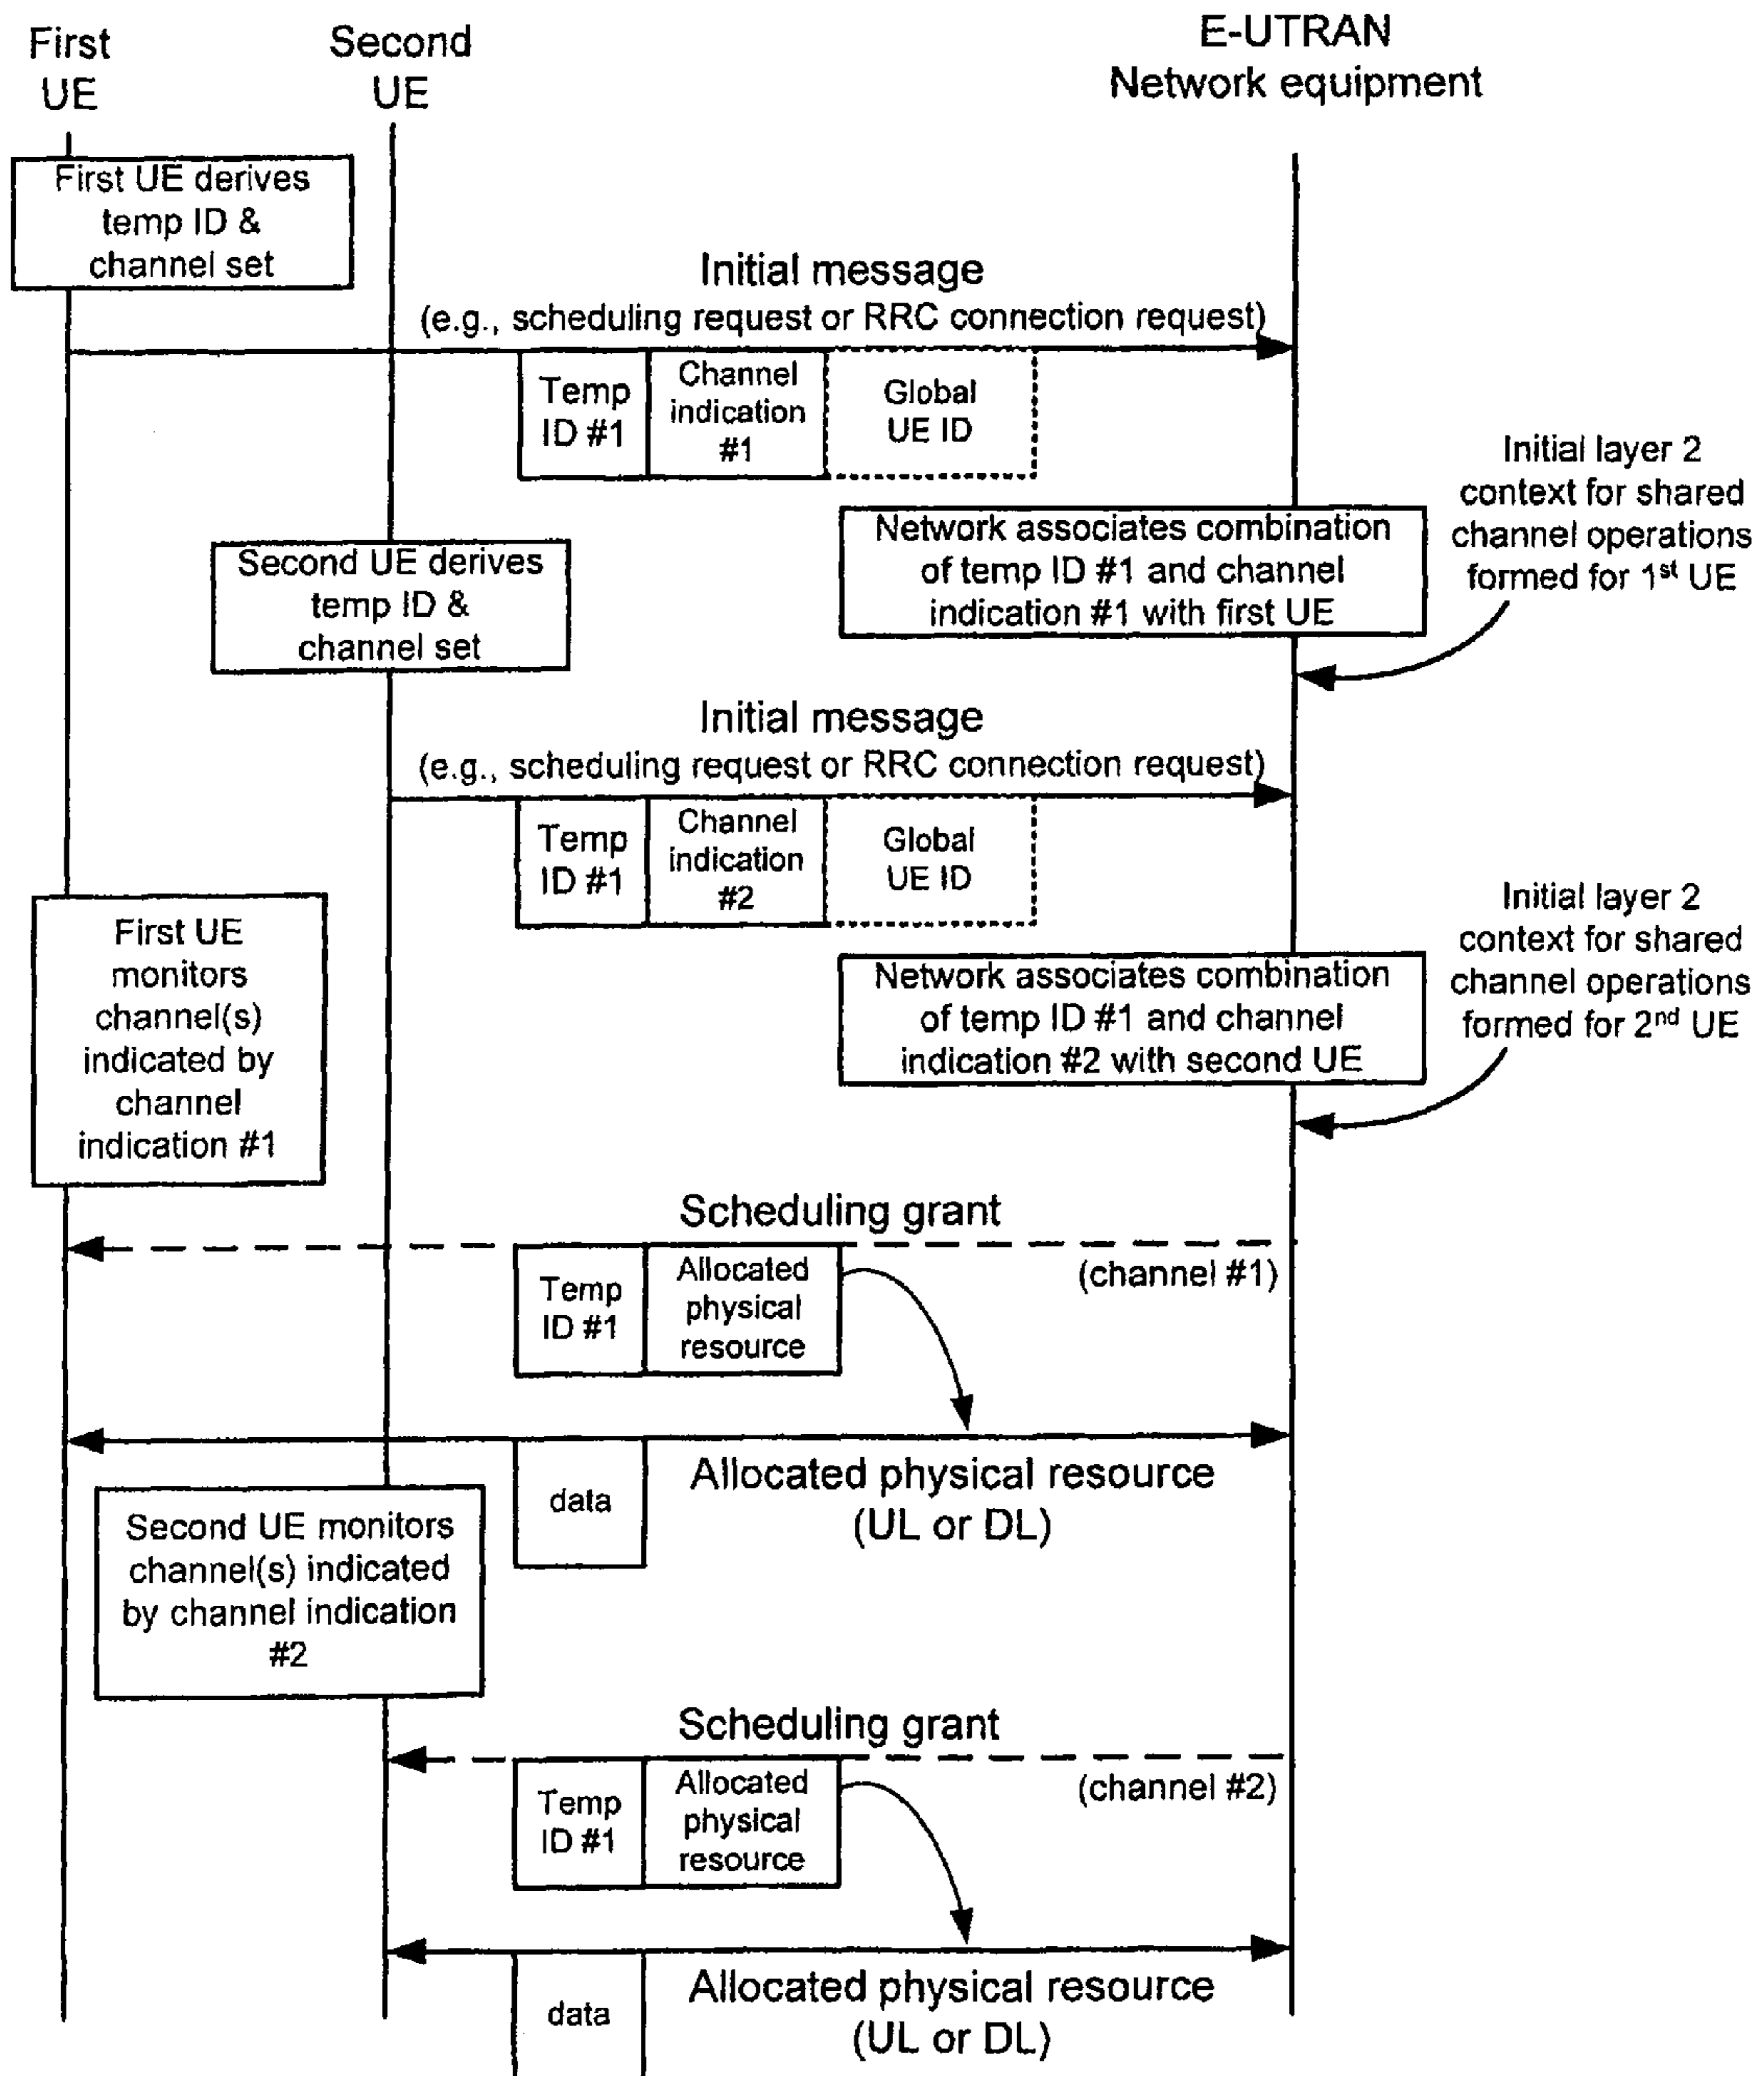 First
UE
Second
UE
E-UTRAN
Network equipment
First UE derives
temp ID &
channel set
Initial message
(e.g., scheduling request or RRC connection request)
Temp
ID #1
Channel
indication
#1
Global
UE ID
Initial layer 2
context for shared
channel operations
formed for 1st UE
Network associates combination
of temp ID #1 and channel
indication #1 with first UE
Second UE derives
temp ID &
channel set
Initial message
(e.g., scheduling request or RRC connection request)
Temp
ID #1
Channel
indication
#2
Global
UE ID
First UE
monitors
channel(s)
indicated by
channel
indication #1
Initial layer 2
context for shared
channel operations
formed for 2nd UE
Network associates combination
of temp ID #1 and channel
indication #2 with second UE
Scheduling grant
(channel #1)
Temp
ID #1
Allocated
physical
resource
data
Allocated physical resource
(UL or DL)
Second UE monitors
channel(s) indicated
by channel indication
#2
Scheduling grant
(channel #2)
Temp
ID #1
Allocated
physical
resource
data
Allocated physical resource
(UL or DL)